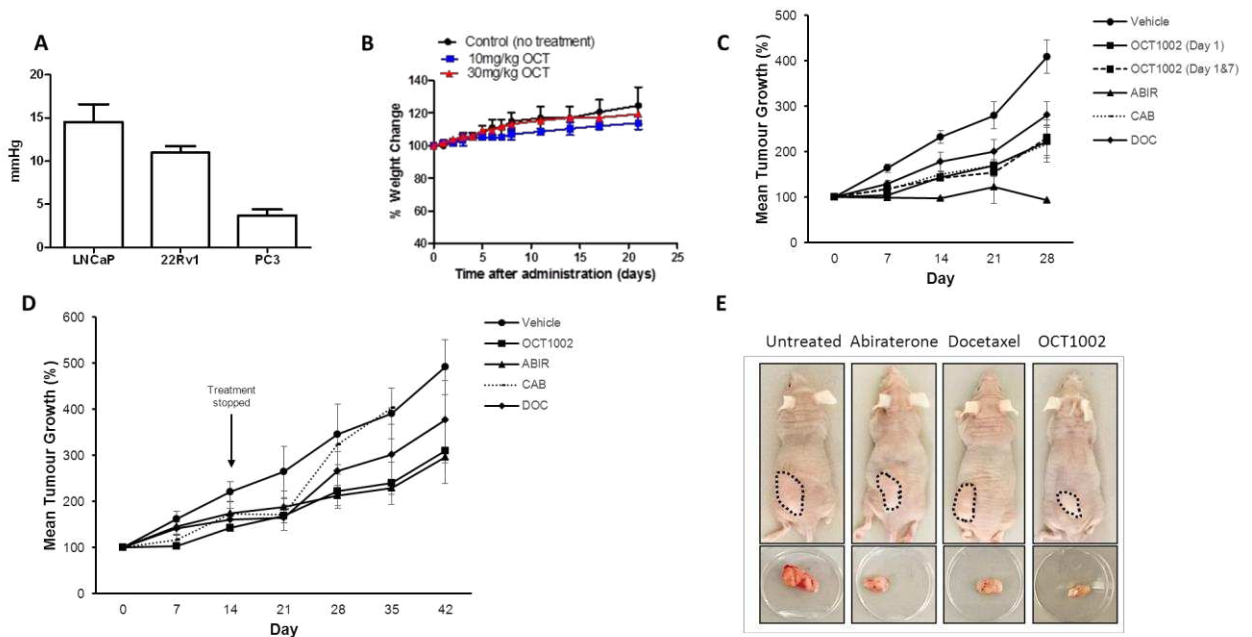 A
mmHg
20
15
10
5
0
LNCaP
22Rv1
PC3
B
Control (no treatment)
10mg/kg OCT
30mg/kg OCT
% Weight Change
120
100
80
60
40
0
5
10
15
20
25
Time after administration (days)
C
Mean Tumour Growth (%)
500
400
300
200
100
0
0
7
14
21
28
Day
Vehicle
OCT1002 (Day 1)
OCT1002 (Day 1&7)
ABIR
CAB
DOC
D
Mean Tumour Growth (%)
600
500
400
300
200
100
0
Treatment
stopped
0
7
14
21
28
35
42
Day
Vehicle
OCT1002
ABIR
CAB
DOC
E
Untreated
Abiraterone
Docetaxel
OCT1002